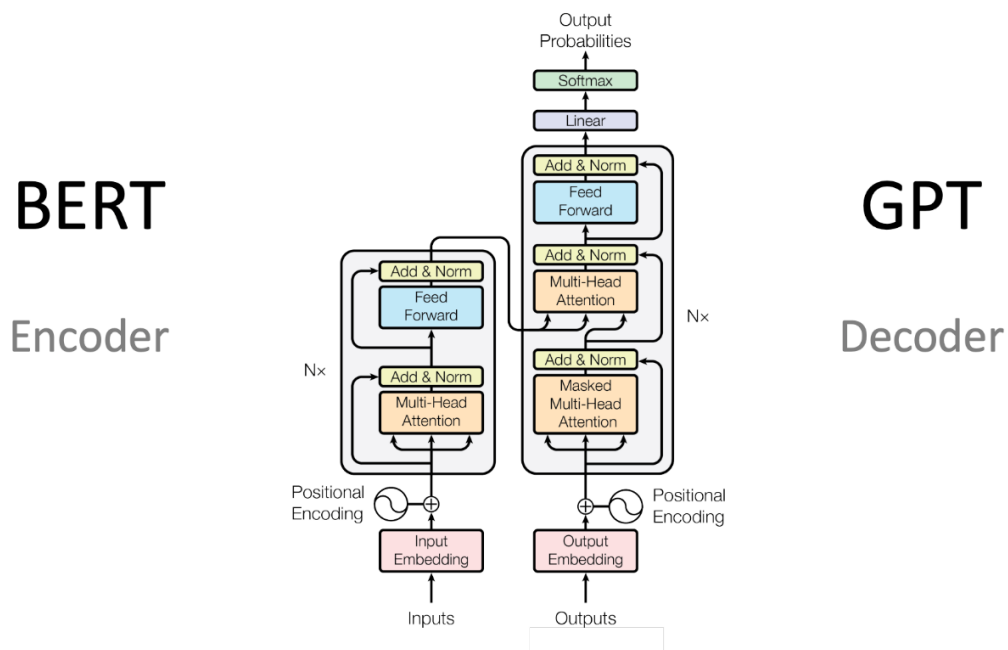 BERT
Encoder
Output
Probabilities
Softmax
Linear
Add & Norm
Feed
Forward
Add & Norm
Multi-Head
Attention
Add & Norm
Masked
Multi-Head
Attention
N×
Add & Norm
Feed
Forward
N×
Add & Norm
Multi-Head
Attention
Positional
Encoding
Positional
Encoding
Input
Embedding
Output
Embedding
Inputs
Outputs
GPT
Decoder